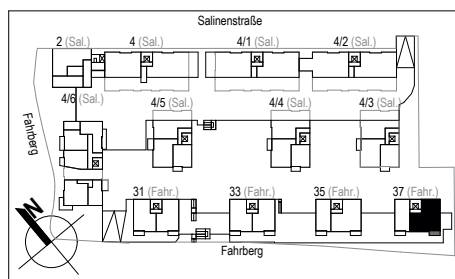 Salinenstraße
2 (Sal.) 4 (Sal.) 4/1 (Sal.) 4/2 (Sal.)
4/6 (Sal.) 4/5 (Sal.) 4/4 (Sal.) 4/3 (Sal.)
Fahrberg
31 (Fahr.) 33 (Fahr.) 35 (Fahr.) 37 (Fahr.)
N
Fahrberg